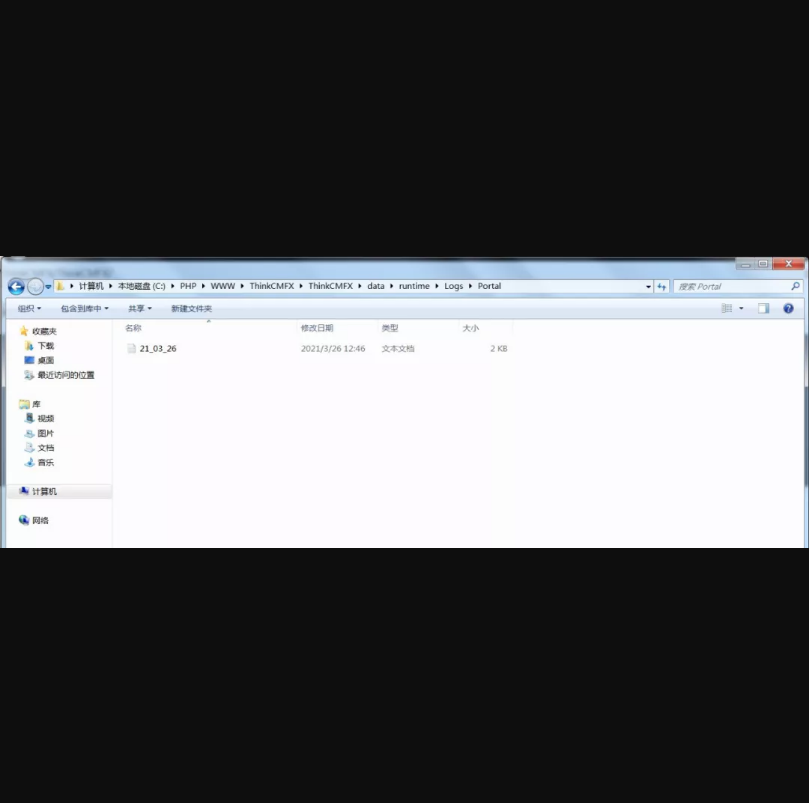 计算机 本地磁盘 (C:) PHP WWW ThinkCMFX ThinkCMFX data runtime Logs Portal 搜索 Portal
组织 包含到库中 共享 新建文件夹
收藏夹
下载
桌面
最近访问的位置
库
视频
图片
文档
音乐
计算机
网络
名称 修改日期 类型 大小
21_03_26 2021/3/26 12:46 文本文档 2 KB